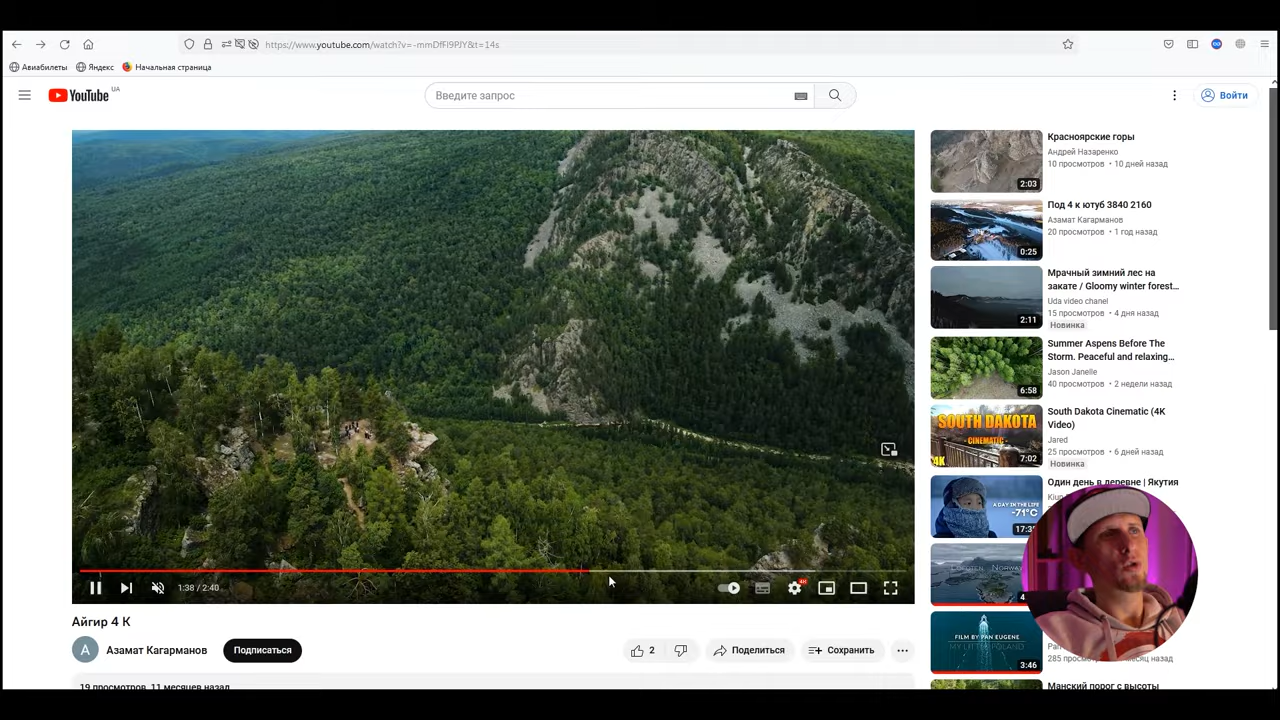 https://www.youtube.com/watch?v=-mmDfFl9PJY&t=14s
Авиабилеты
Яндекс
Начальная страница
YouTube UA
Введите запрос
Войти
Красноярские горы
Андрей Назаренко
10 просмотров • 10 дней назад
2:03
Под 4 к ютуб 3840 2160
Азамат Кагарманов
20 просмотров • 1 год назад
0:25
Мрачный зимний лес на
закате / Gloomy winter forest...
Uda video chanel
15 просмотров • 4 дня назад
Новинка
2:11
Summer Aspens Before The
Storm. Peaceful and relaxing...
Jason Janelle
40 просмотров • 2 недели назад
6:58
South Dakota Cinematic (4K
Video)
Jared
25 просмотров • 6 дней назад
Новинка
SOUTH DAKOTA
- CINEMATIC -
4K
7:02
Один день в деревне | Якутия
A DAY IN THE LIFE
-71°C
NORWAY
FILM BY PAN EUGENE
MY LITTLE POLAND
3:46
285 просмотров
назад
Манский порог с высоты
1:38 / 2:40
Айгир 4 К
А
Азамат Кагарманов
Подписаться
2
Поделиться
Сохранить
19 просмотров 11 месяцев назад